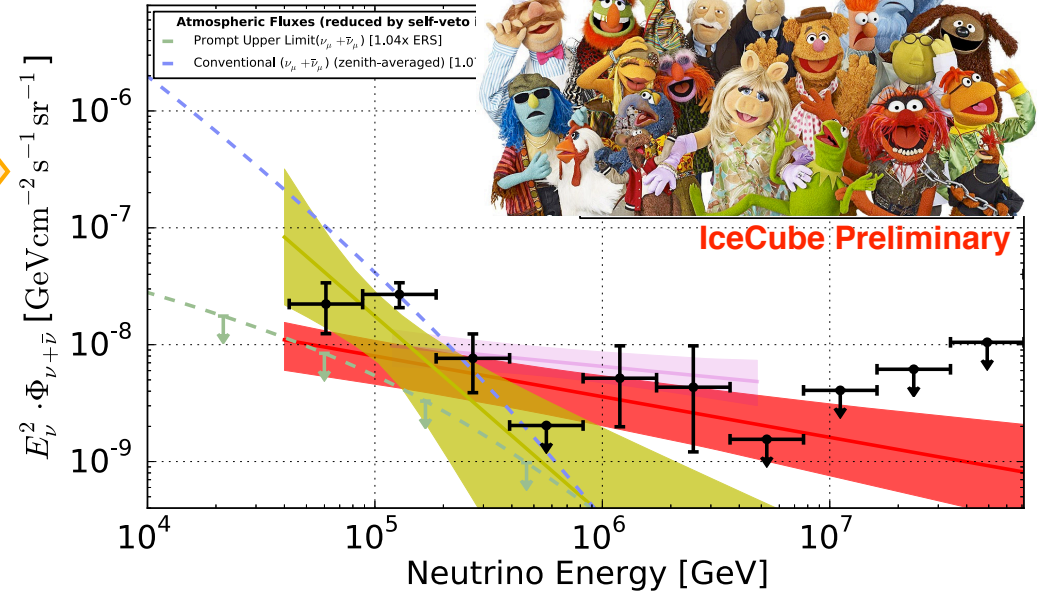 Atmospheric Fluxes (reduced by self-veto
Prompt Upper Limit(ν_μ + ν̄_μ) [1.04x ERS]
Conventional (ν_μ + ν̄_μ) (zenith-averaged) [1.0
IceCube Preliminary
E_ν^2 · Φ_{ν+ν̄} [GeV cm^{-2} s^{-1} sr^{-1}]
10^{-6}
10^{-7}
10^{-8}
10^{-9}
10^4 10^5 10^6 10^7
Neutrino Energy [GeV]